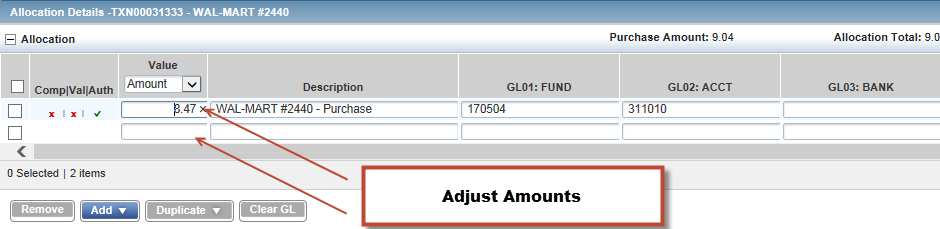 Allocation Details -TXN00031333 - WAL-MART #2440
Allocation
Purchase Amount: 9.04
Allocation Total: 9.0
Comp|Val|Auth
Value
Amount
Description
GL01: FUND
GL02: ACCT
GL03: BANK
x | x | ✓
8.47 ×
WAL-MART #2440 - Purchase
170504
311010
0 Selected | 2 items
Adjust Amounts
Remove
Add
Duplicate
Clear GL